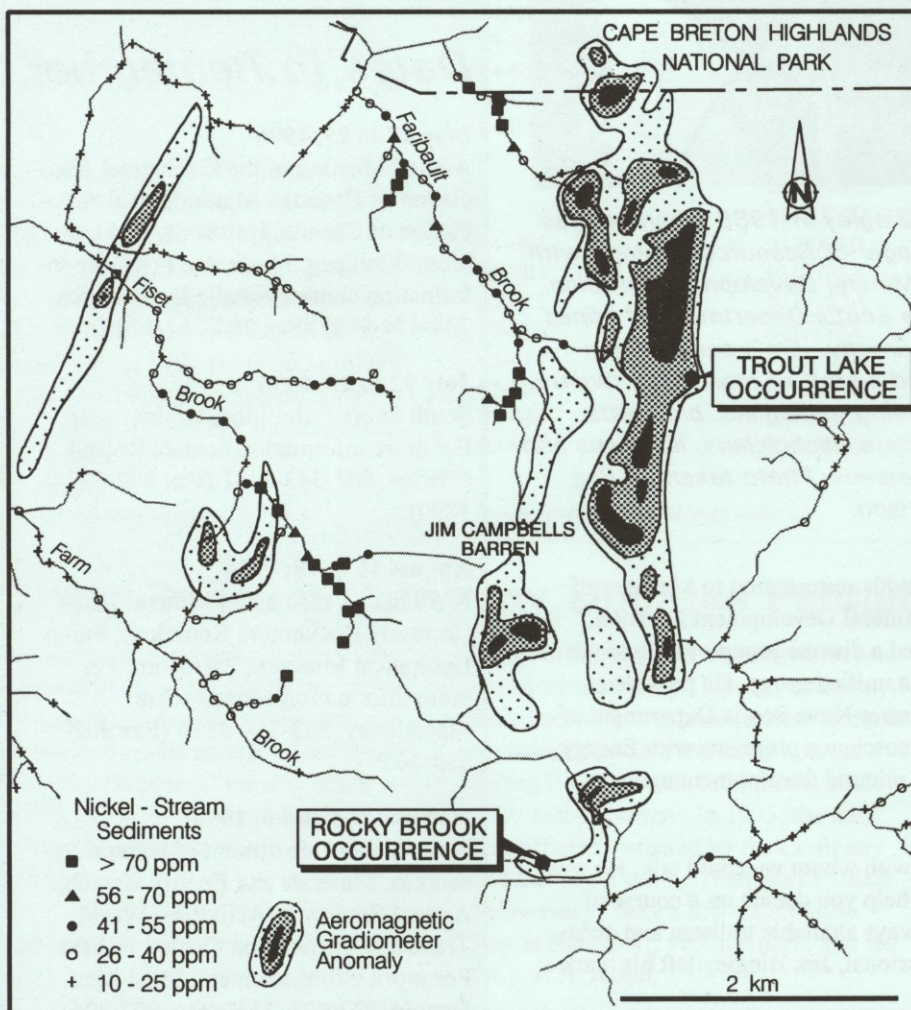 CAPE BRETON HIGHLANDS
NATIONAL PARK
Faribault
Brook
N
Fiset
Brook
TROUT LAKE
OCCURRENCE
JIM CAMPBELLS
BARREN
Farm
Brook
ROCKY BROOK
OCCURRENCE
Nickel - Stream
Sediments
> 70 ppm
56 - 70 ppm
41 - 55 ppm
26 - 40 ppm
10 - 25 ppm
Aeromagnetic
Gradiometer
Anomaly
2 km